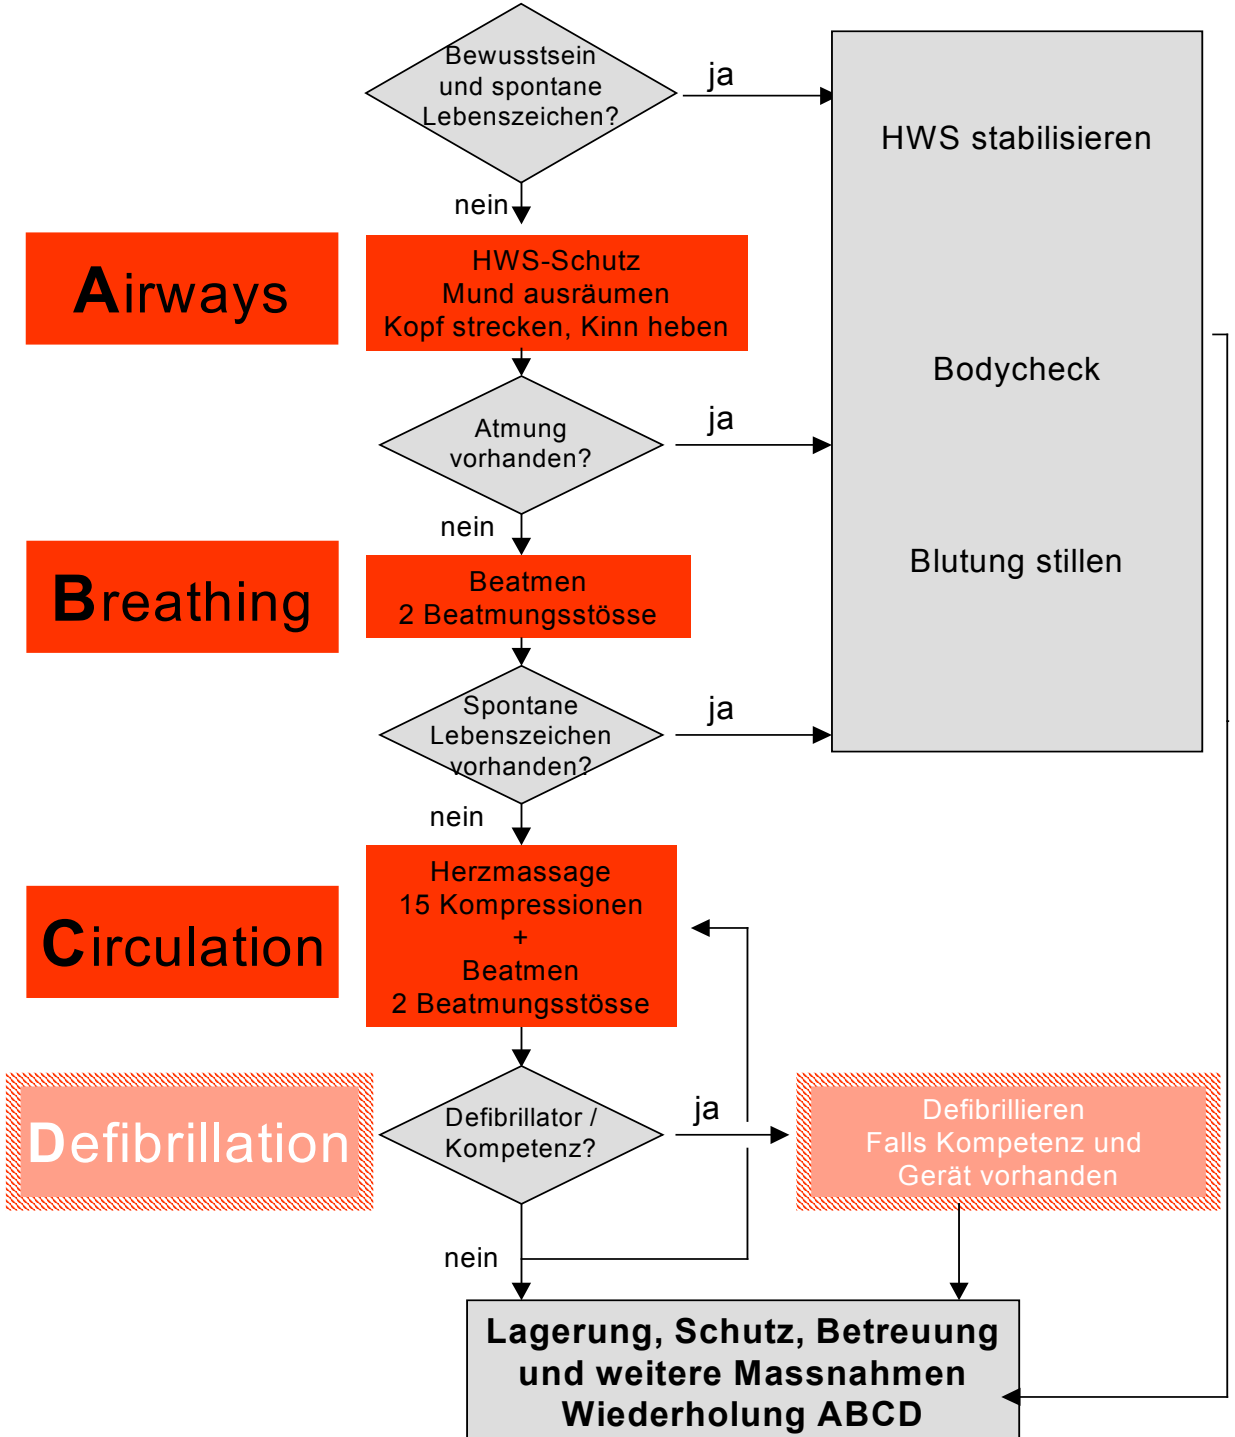 Bewusstsein
und spontane
Lebenszeichen?
ja
HWS stabilisieren
nein
Airways
HWS-Schutz
Mund ausräumen
Kopf strecken, Kinn heben
Bodycheck
Atmung
vorhanden?
ja
nein
Blutung stillen
Breathing
Beatmen
2 Beatmungsstösse
Spontane
Lebenszeichen
vorhanden?
ja
nein
Circulation
Herzmassage
15 Kompressionen
+
Beatmen
2 Beatmungsstösse
Defibrillation
Defibrillator /
Kompetenz?
ja
Defibrillieren
Falls Kompetenz und
Gerät vorhanden
nein
Lagerung, Schutz, Betreuung
und weitere Massnahmen
Wiederholung ABCD